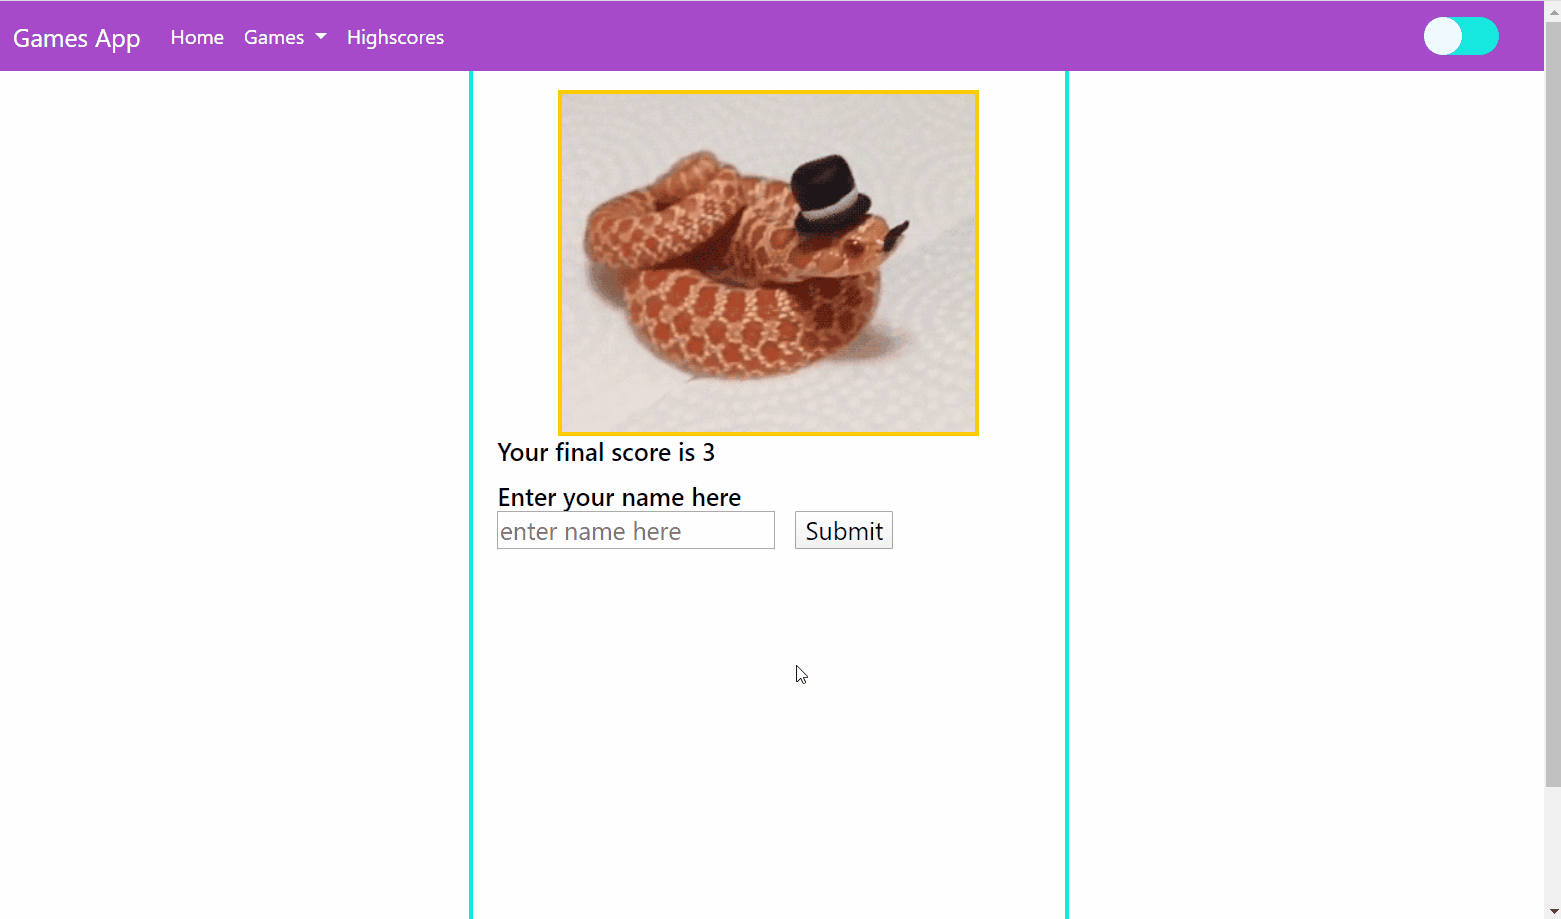 Games App Home Games Highscores
Your final score is 3
Enter your name here
enter name here Submit